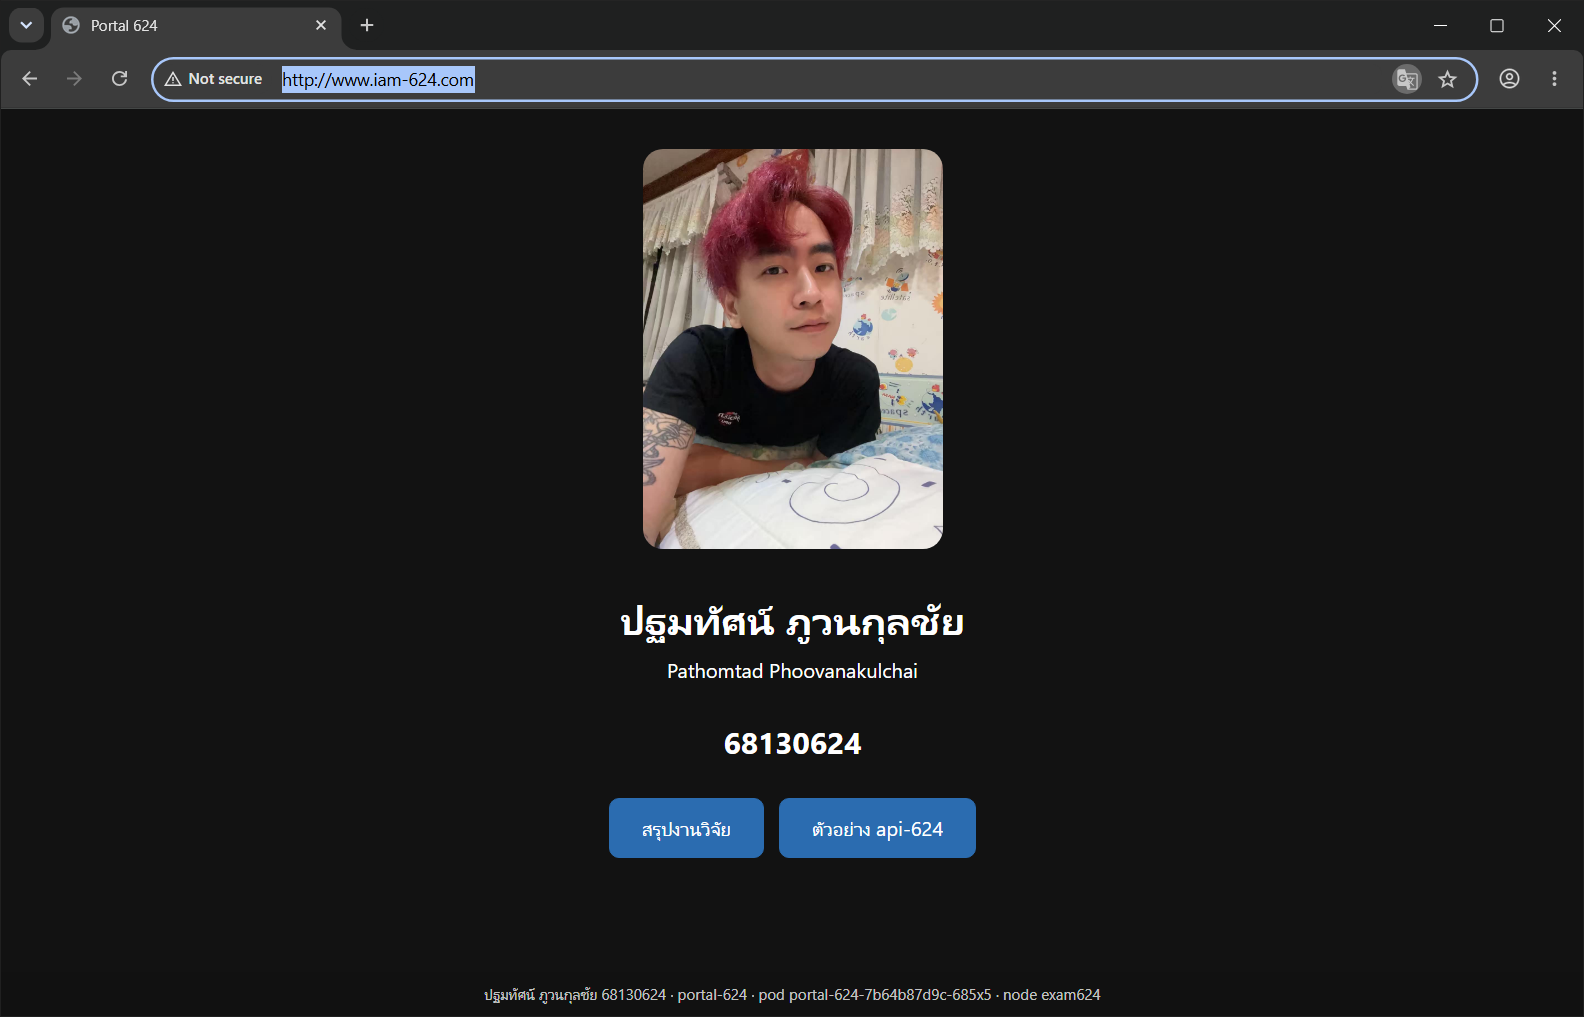 Portal 624
Not secure
http://www.iam-624.com
ปฐมทัศน์ ภูวนกุลชัย
Pathomtad Phoovanakulchai
68130624
สรุปงานวิจัย
ตัวอย่าง api-624
ปฐมทัศน์ ภูวนกุลชัย 68130624 · portal-624 · pod portal-624-7b64b87d9c-685x5 · node exam624